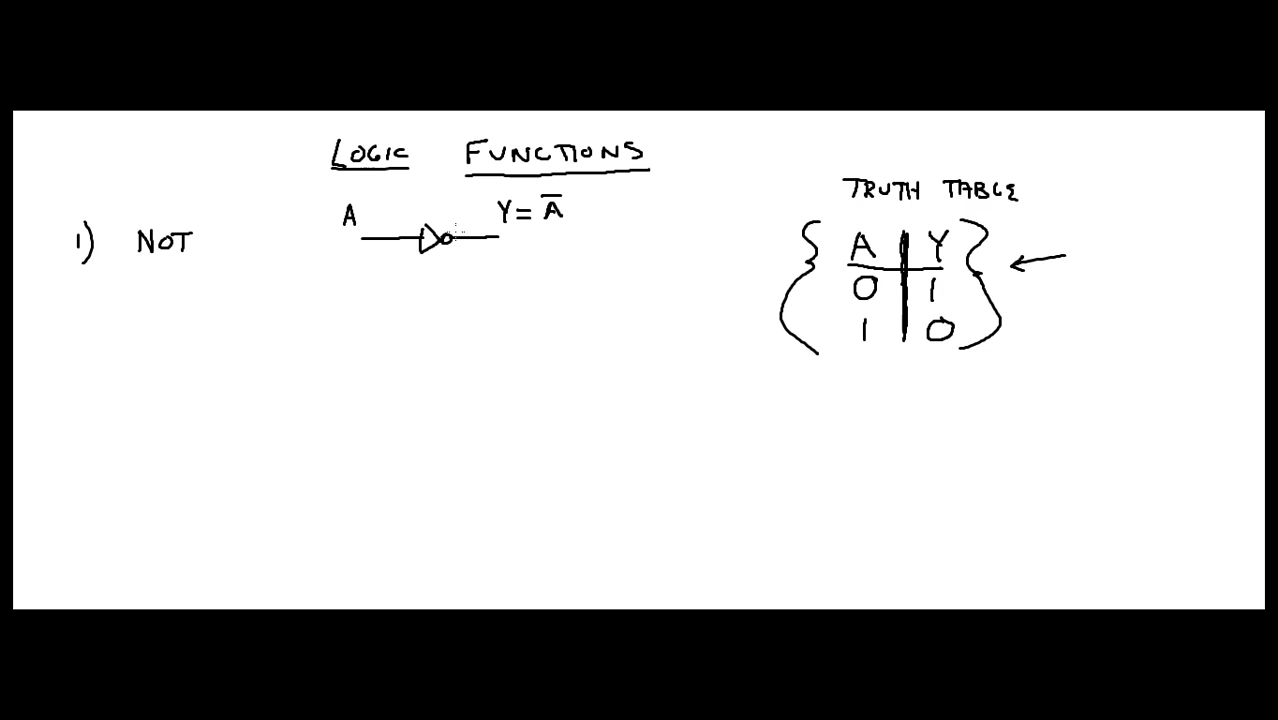 LOGIC FUNCTIONS
1) NOT
A
Y = A̅
TRUTH TABLE
A Y
0 1
1 0